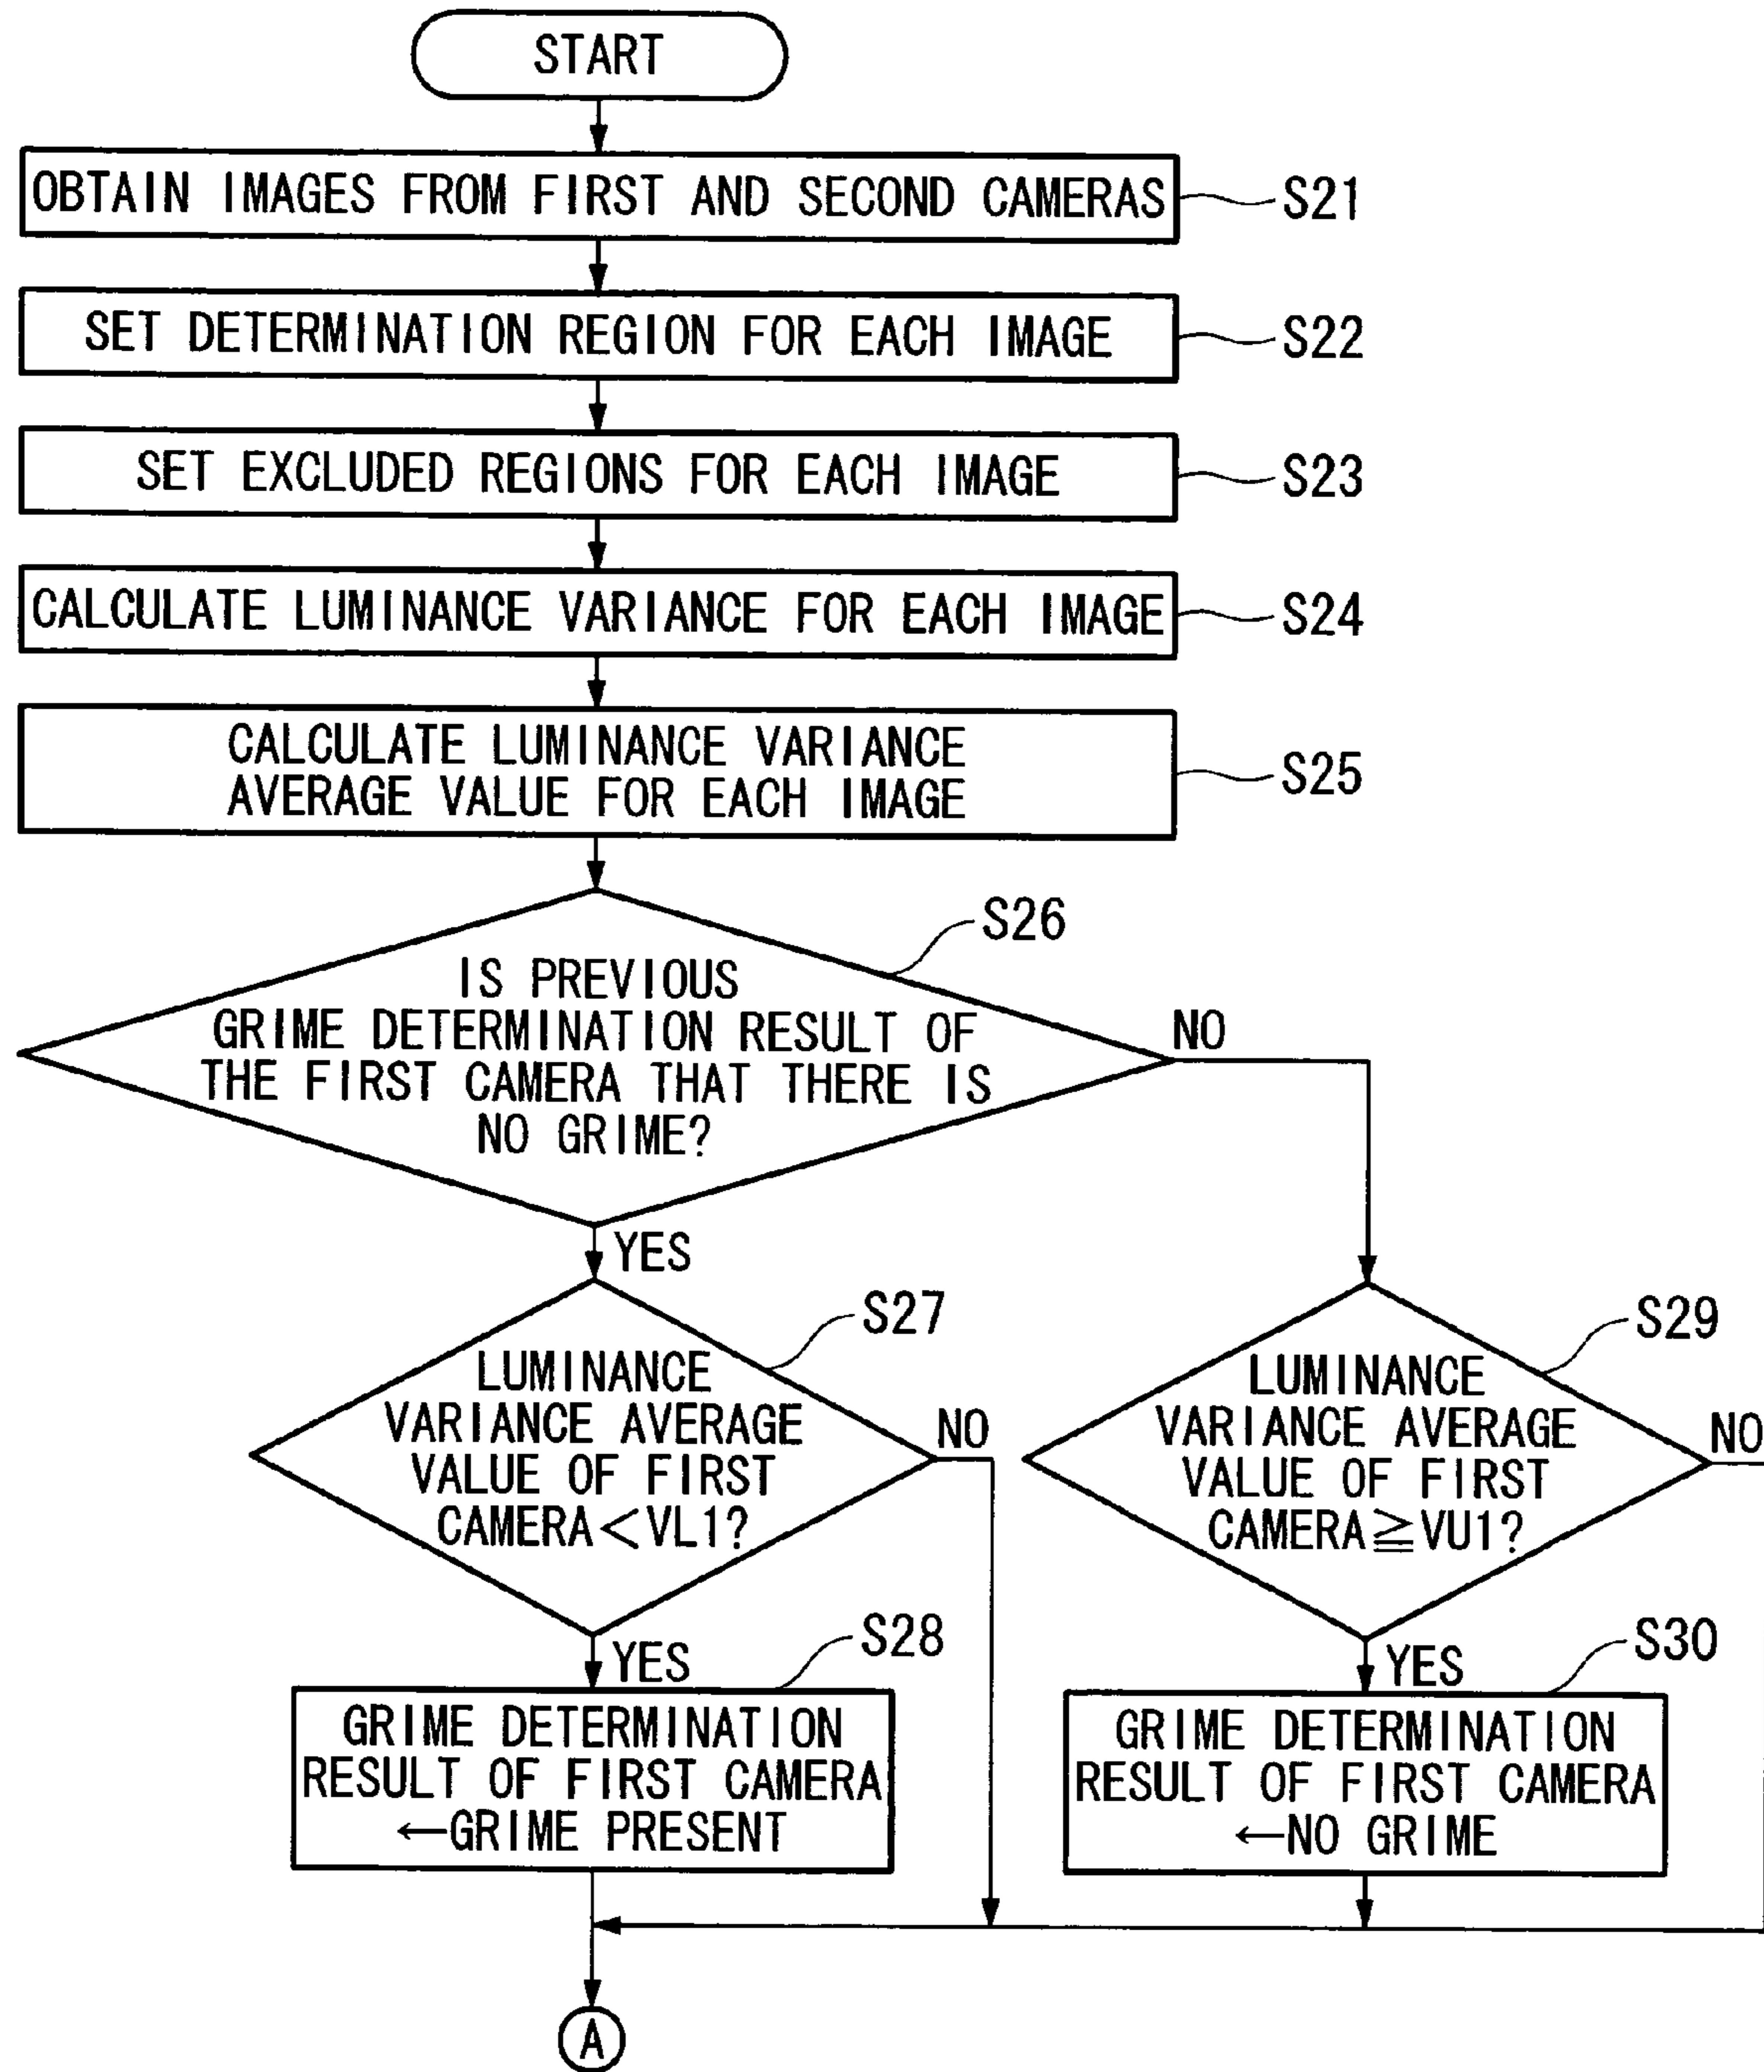 START
OBTAIN IMAGES FROM FIRST AND SECOND CAMERAS
S21
SET DETERMINATION REGION FOR EACH IMAGE
S22
SET EXCLUDED REGIONS FOR EACH IMAGE
S23
CALCULATE LUMINANCE VARIANCE FOR EACH IMAGE
S24
CALCULATE LUMINANCE VARIANCE
AVERAGE VALUE FOR EACH IMAGE
S25
S26
IS PREVIOUS
GRIME DETERMINATION RESULT OF
THE FIRST CAMERA THAT THERE IS
NO GRIME?
NO
YES
S27
LUMINANCE
VARIANCE AVERAGE
VALUE OF FIRST
CAMERA<VL1?
NO
YES
S29
LUMINANCE
VARIANCE AVERAGE
VALUE OF FIRST
CAMERA≧VU1?
NO
YES
S28
GRIME DETERMINATION
RESULT OF FIRST CAMERA
←GRIME PRESENT
S30
GRIME DETERMINATION
RESULT OF FIRST CAMERA
←NO GRIME
A